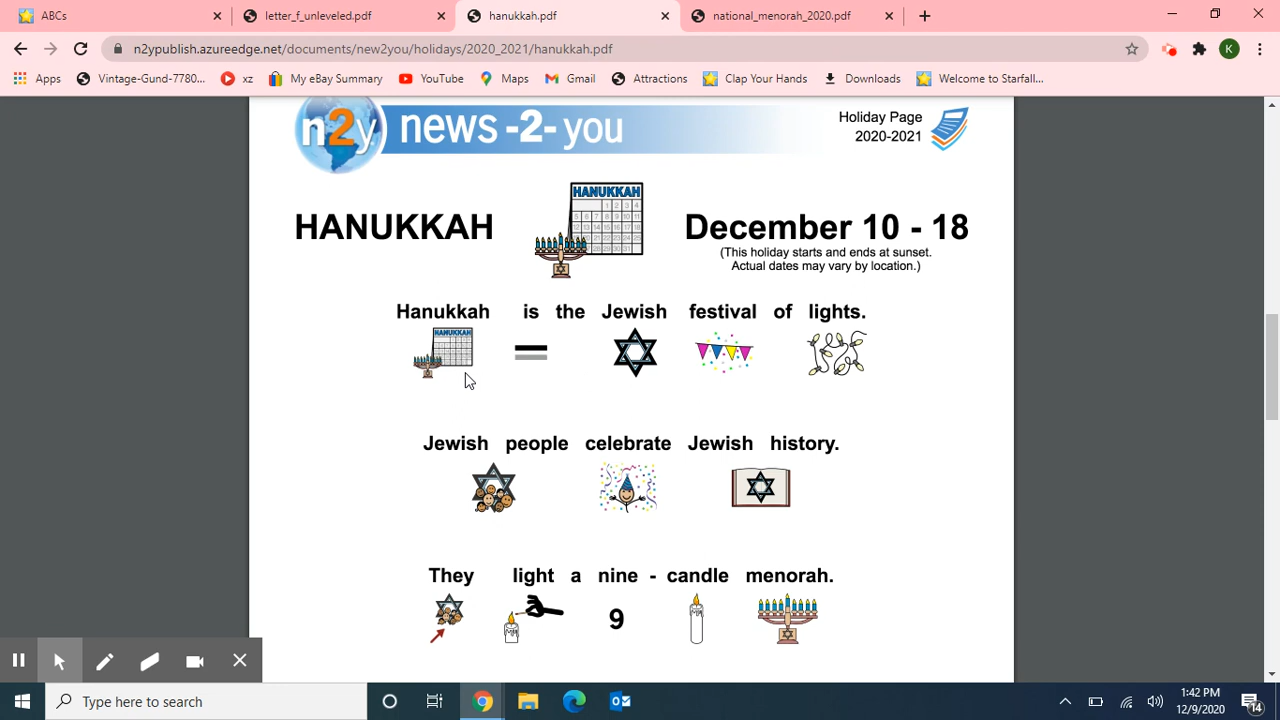 ABCs
letter_f_unleveled.pdf
hanukkah.pdf
national_menorah_2020.pdf
n2ypublish.azureedge.net/documents/new2you/holidays/2020_2021/hanukkah.pdf
K
Apps
Vintage-Gund-7780...
xz
My eBay Summary
YouTube
Maps
Gmail
Attractions
Clap Your Hands
Downloads
Welcome to Starfall...
n2y news -2- you
Holiday Page
2020-2021
HANUKKAH
HANUKKAH
December 10 - 18
(This holiday starts and ends at sunset.
Actual dates may vary by location.)
Hanukkah is the Jewish festival of lights.
HANUKKAH
Jewish people celebrate Jewish history.
They light a nine - candle menorah.
9
Type here to search
1:42 PM
12/9/2020
14